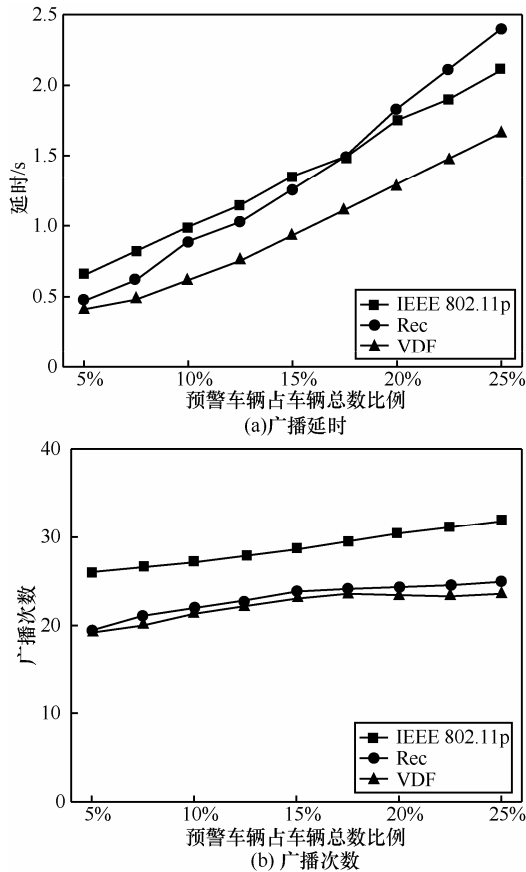 2.5
2.0
1.5
1.0
0.5
0
延时/s
IEEE 802.11p
Rec
VDF
5% 10% 15% 20% 25%
预警车辆占车辆总数比例
(a)广播延时
40
30
20
10
0
广播次数
IEEE 802.11p
Rec
VDF
5% 10% 15% 20% 25%
预警车辆占车辆总数比例
(b) 广播次数